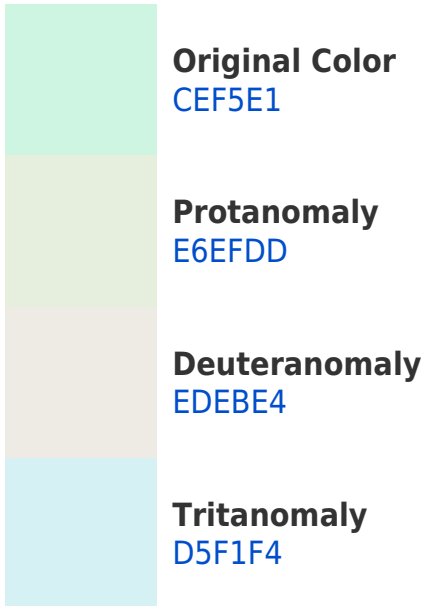 Original Color
CEF5E1
Protanomaly
E6EFDD
Deuteranomaly
EDEBE4
Tritanomaly
D5F1F4